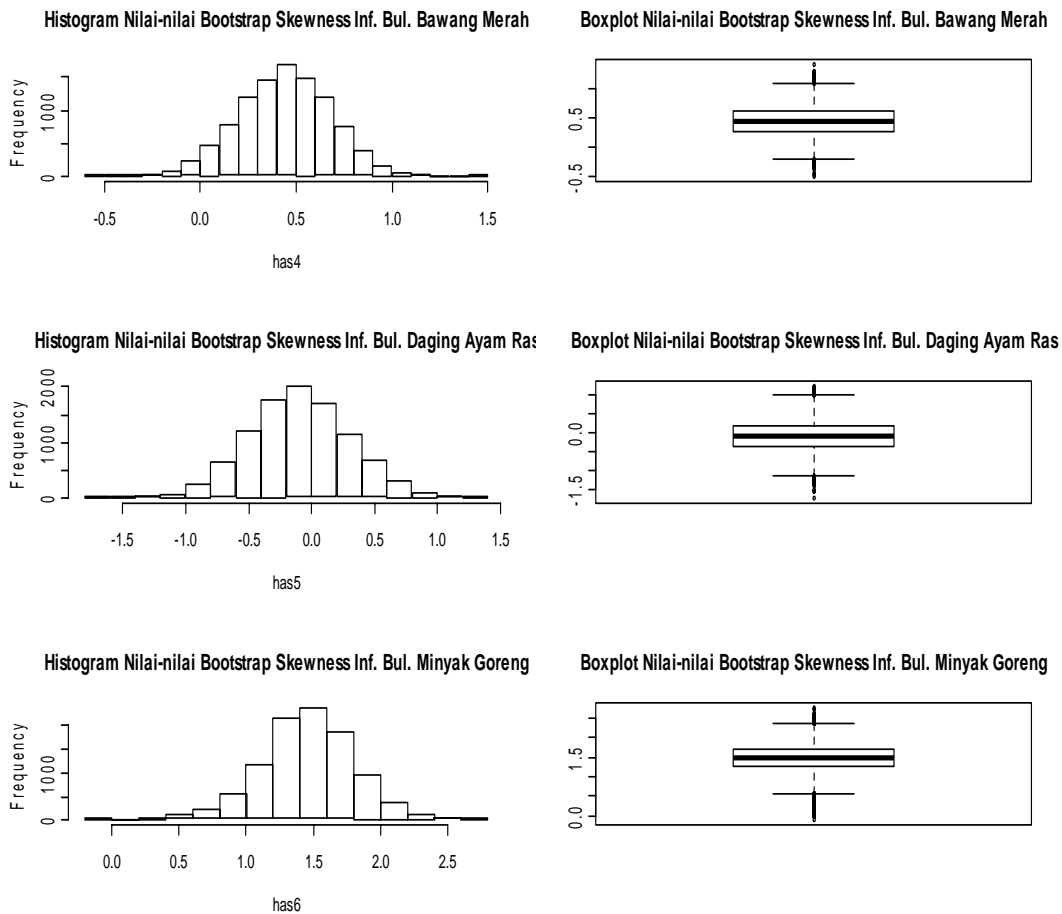 Histogram Nilai-nilai Bootstrap Skewness Inf. Bul. Bawang Merah
Frequency
0 1000
-0.5 0.0 0.5 1.0 1.5
has4
Boxplot Nilai-nilai Bootstrap Skewness Inf. Bul. Bawang Merah
-0.5 0.5
Histogram Nilai-nilai Bootstrap Skewness Inf. Bul. Daging Ayam Ras
Frequency
0 1000 2000
-1.5 -1.0 -0.5 0.0 0.5 1.0 1.5
has5
Boxplot Nilai-nilai Bootstrap Skewness Inf. Bul. Daging Ayam Ras
-1.5 0.0
Histogram Nilai-nilai Bootstrap Skewness Inf. Bul. Minyak Goreng
Frequency
0 1000
0.0 0.5 1.0 1.5 2.0 2.5
has6
Boxplot Nilai-nilai Bootstrap Skewness Inf. Bul. Minyak Goreng
0.0 1.5